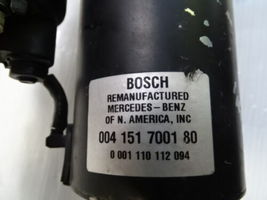 BOSCH
REMANUFACTURED
MERCEDES-BENZ
OF N. AMERICA, INC
004 151 7001 80
0 001 110 112 094